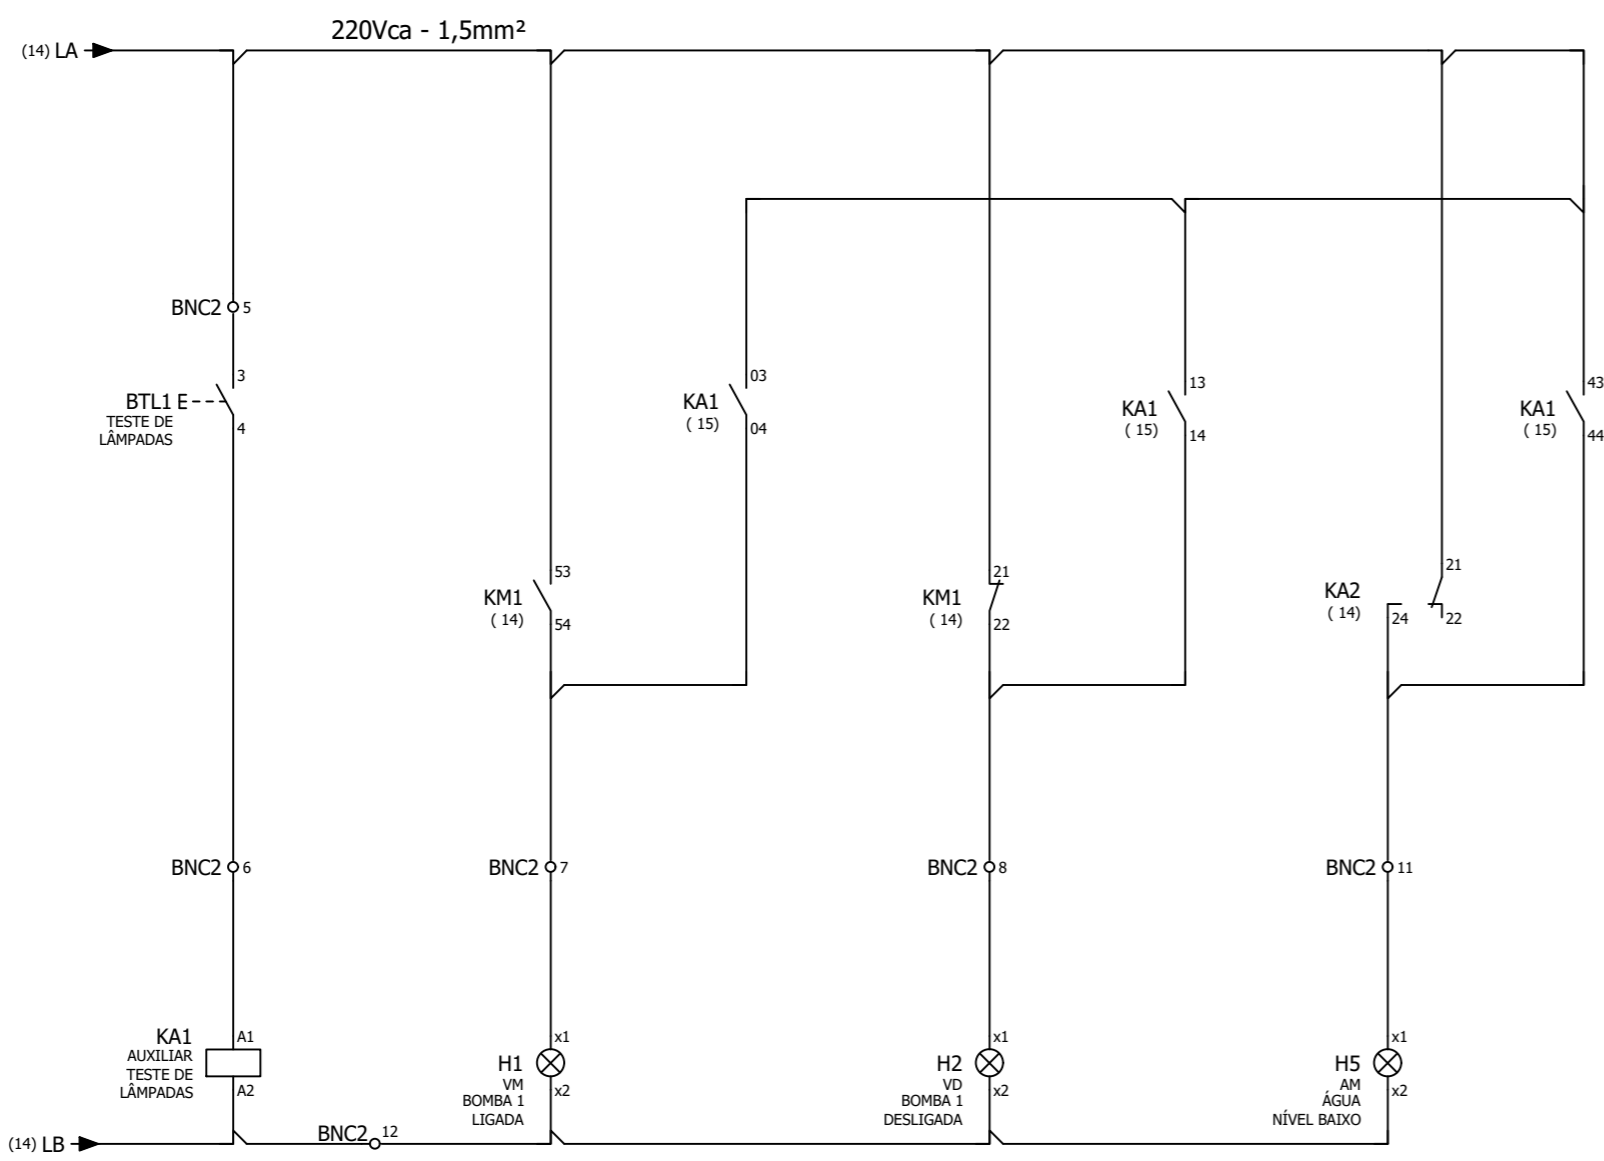 220Vca - 1,5mm²
(14) LA
BNC2 5
3
BTL1 E
TESTE DE
LÂMPADAS
4
03
KA1
( 15)
04
13
KA1
( 15)
14
43
KA1
( 15)
44
53
KM1
( 14)
54
21
KM1
( 14)
22
21
KA2
( 14)
24
22
BNC2 6
BNC2 7
BNC2 8
BNC2 11
KA1
A1
AUXILIAR
TESTE DE
LÂMPADAS
A2
x1
H1
VM
BOMBA 1
LIGADA
x2
x1
H2
VD
BOMBA 1
DESLIGADA
x2
x1
H5
AM
ÁGUA
NÍVEL BAIXO
x2
(14) LB
BNC2 12